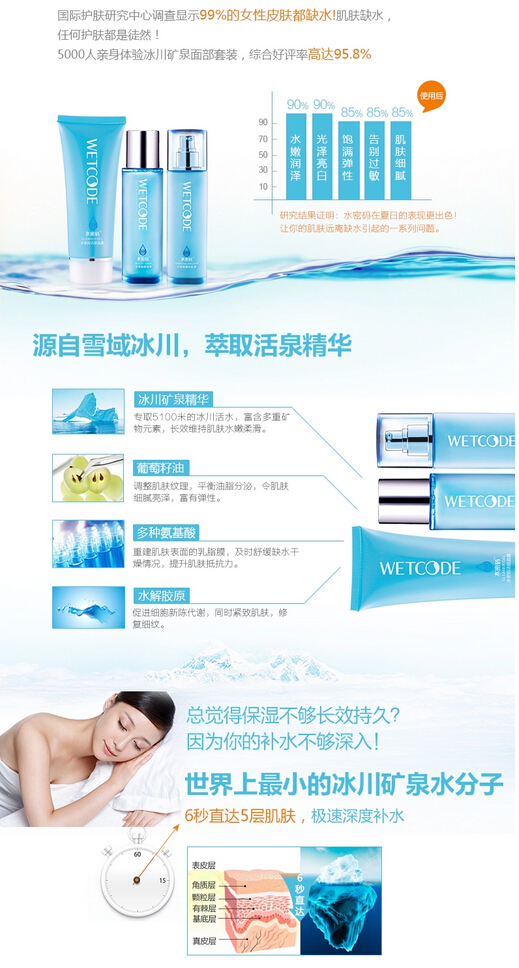 国际护肤研究中心调查显示99%的女性皮肤都缺水!肌肤缺水，
任何护肤都是徒然！
5000人亲身体验冰川矿泉面部套装，综合好评率高达95.8%
使用后
90% 90% 85% 85% 85%
90
70
50
30
10
水嫩润泽
光泽亮白
饱满弹性
告别过敏
肌肤细腻
WETCODE
水密码
WETCODE
水密码
WETCODE
水密码
研究结果证明：水密码在夏日的表现更出色！
让你的肌肤远离缺水引起的一系列问题。
源自雪域冰川，萃取活泉精华
冰川矿泉精华
专取5100米的冰川活水，富含多重矿
物元素，长效维持肌肤水嫩柔滑。
葡萄籽油
调整肌肤纹理，平衡油脂分泌，令肌肤
细腻亮泽，富有弹性。
多种氨基酸
重建肌肤表面的乳脂膜，及时舒缓缺水干
燥情况，提升肌肤抵抗力。
水解胶原
促进细胞新陈代谢，同时紧致肌肤，修
复细纹。
WETCODE
WETCODE
WETCODE
水密码
总觉得保湿不够长效持久？
因为你的补水不够深入！
世界上最小的冰川矿泉水分子
6秒直达5层肌肤，极速深度补水
60
15
表皮层
角质层
颗粒层
有棘层
基底层
真皮层
6秒直达